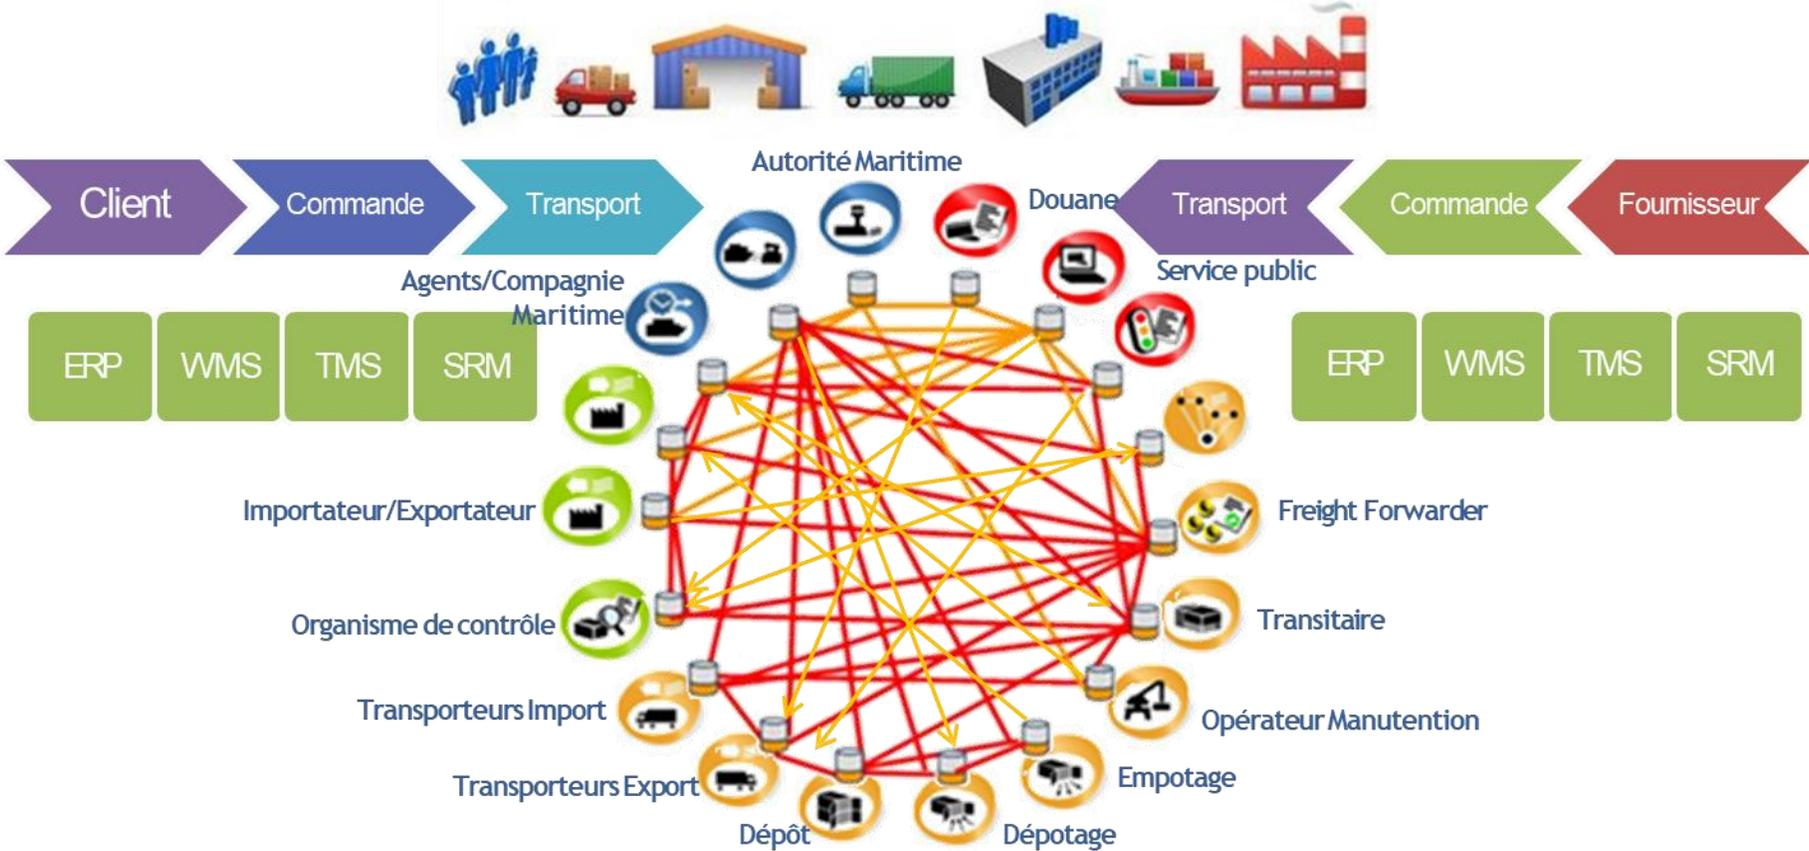 Autorité Maritime
Client
Commande
Transport
Douane
Transport
Commande
Fournisseur
Agents/Compagnie
Maritime
Service public
ERP
WMS
TMS
SRM
ERP
WMS
TMS
SRM
Importateur/Exportateur
Freight Forwarder
Organisme de contrôle
Transitaire
Transporteurs Import
Opérateur Manutention
Transporteurs Export
Empotage
Dépôt
Dépotage